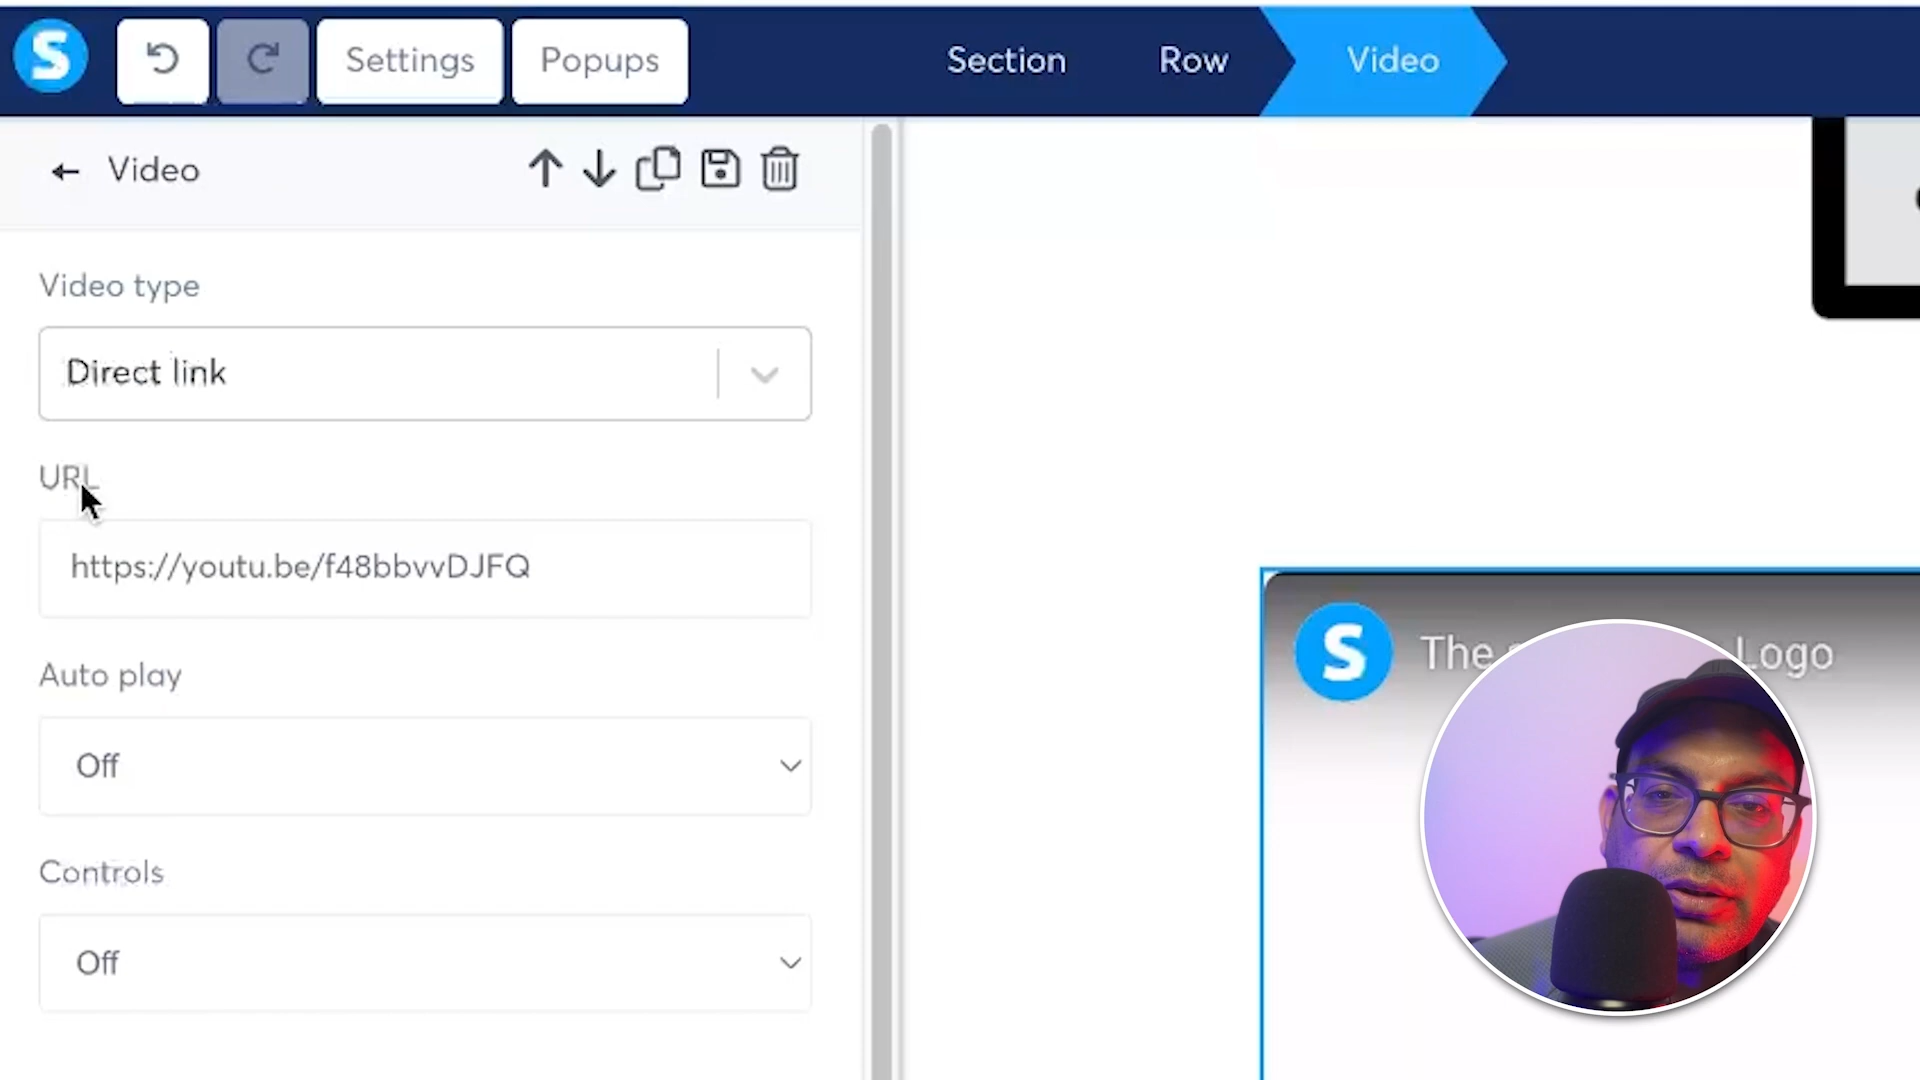 S
Settings
Popups
Section
Row
Video
Video
Video type
Direct link
URL
https://youtu.be/f48bbvvDJFQ
Auto play
Off
Controls
Off
S
The Logo